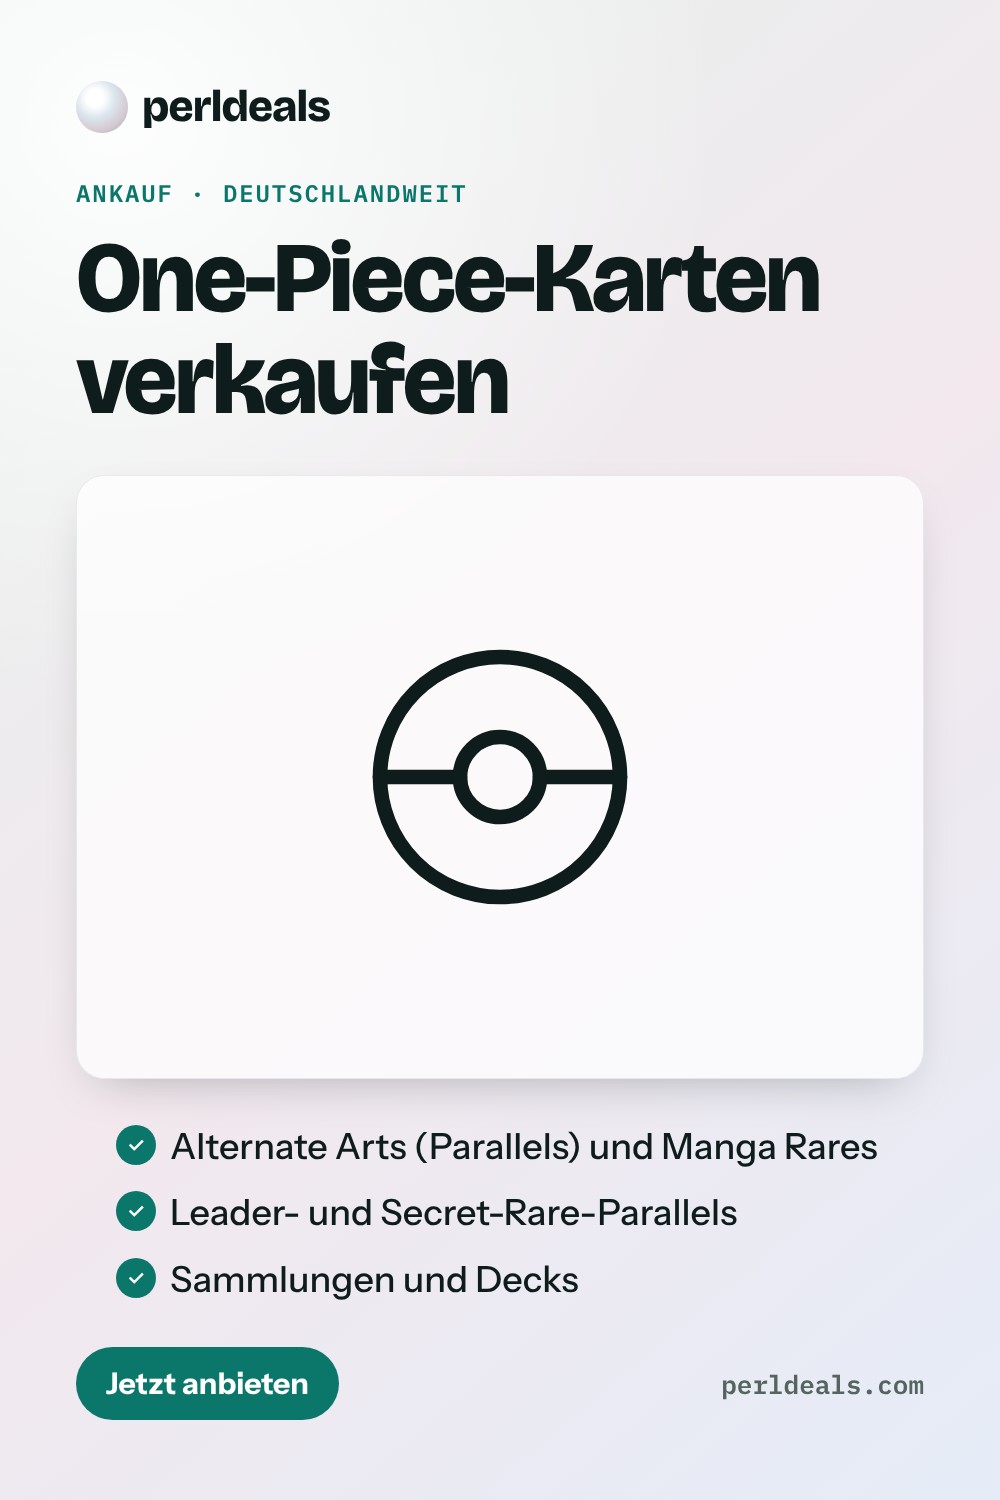 perldeals
ANKAUF · DEUTSCHLANDWEIT
One-Piece-Karten
verkaufen
Alternate Arts (Parallels) und Manga Rares
Leader- und Secret-Rare-Parallels
Sammlungen und Decks
Jetzt anbieten
perldeals.com